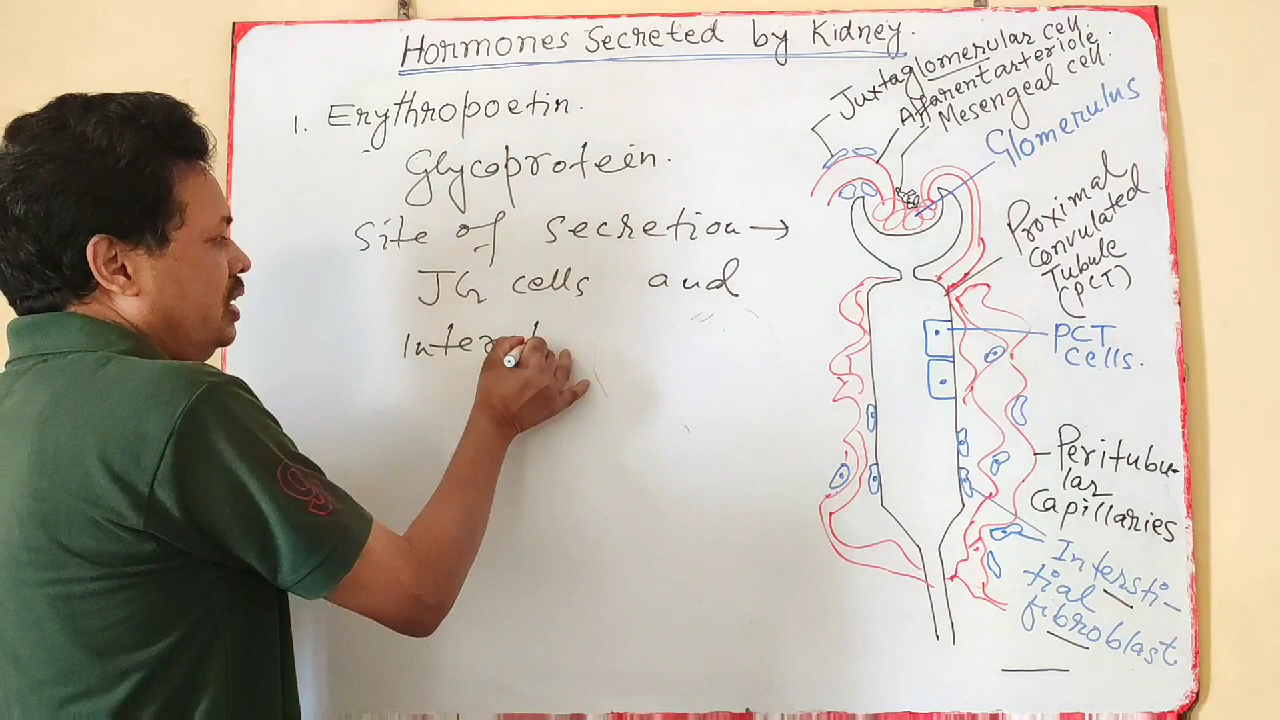 Hormones Secreted by Kidney.
1. Erythropoetin.
Glycoprotein.
Site of secretion →
JG cells and
Inter
Juxtaglomerular cell.
Afferent arteriole.
Mesengeal cell.
Glomerulus
Proximal
convulated
Tubule
(PCT)
PCT
cells.
Peritubu-
lar
Capillaries
Intersti-
tial
fibroblast